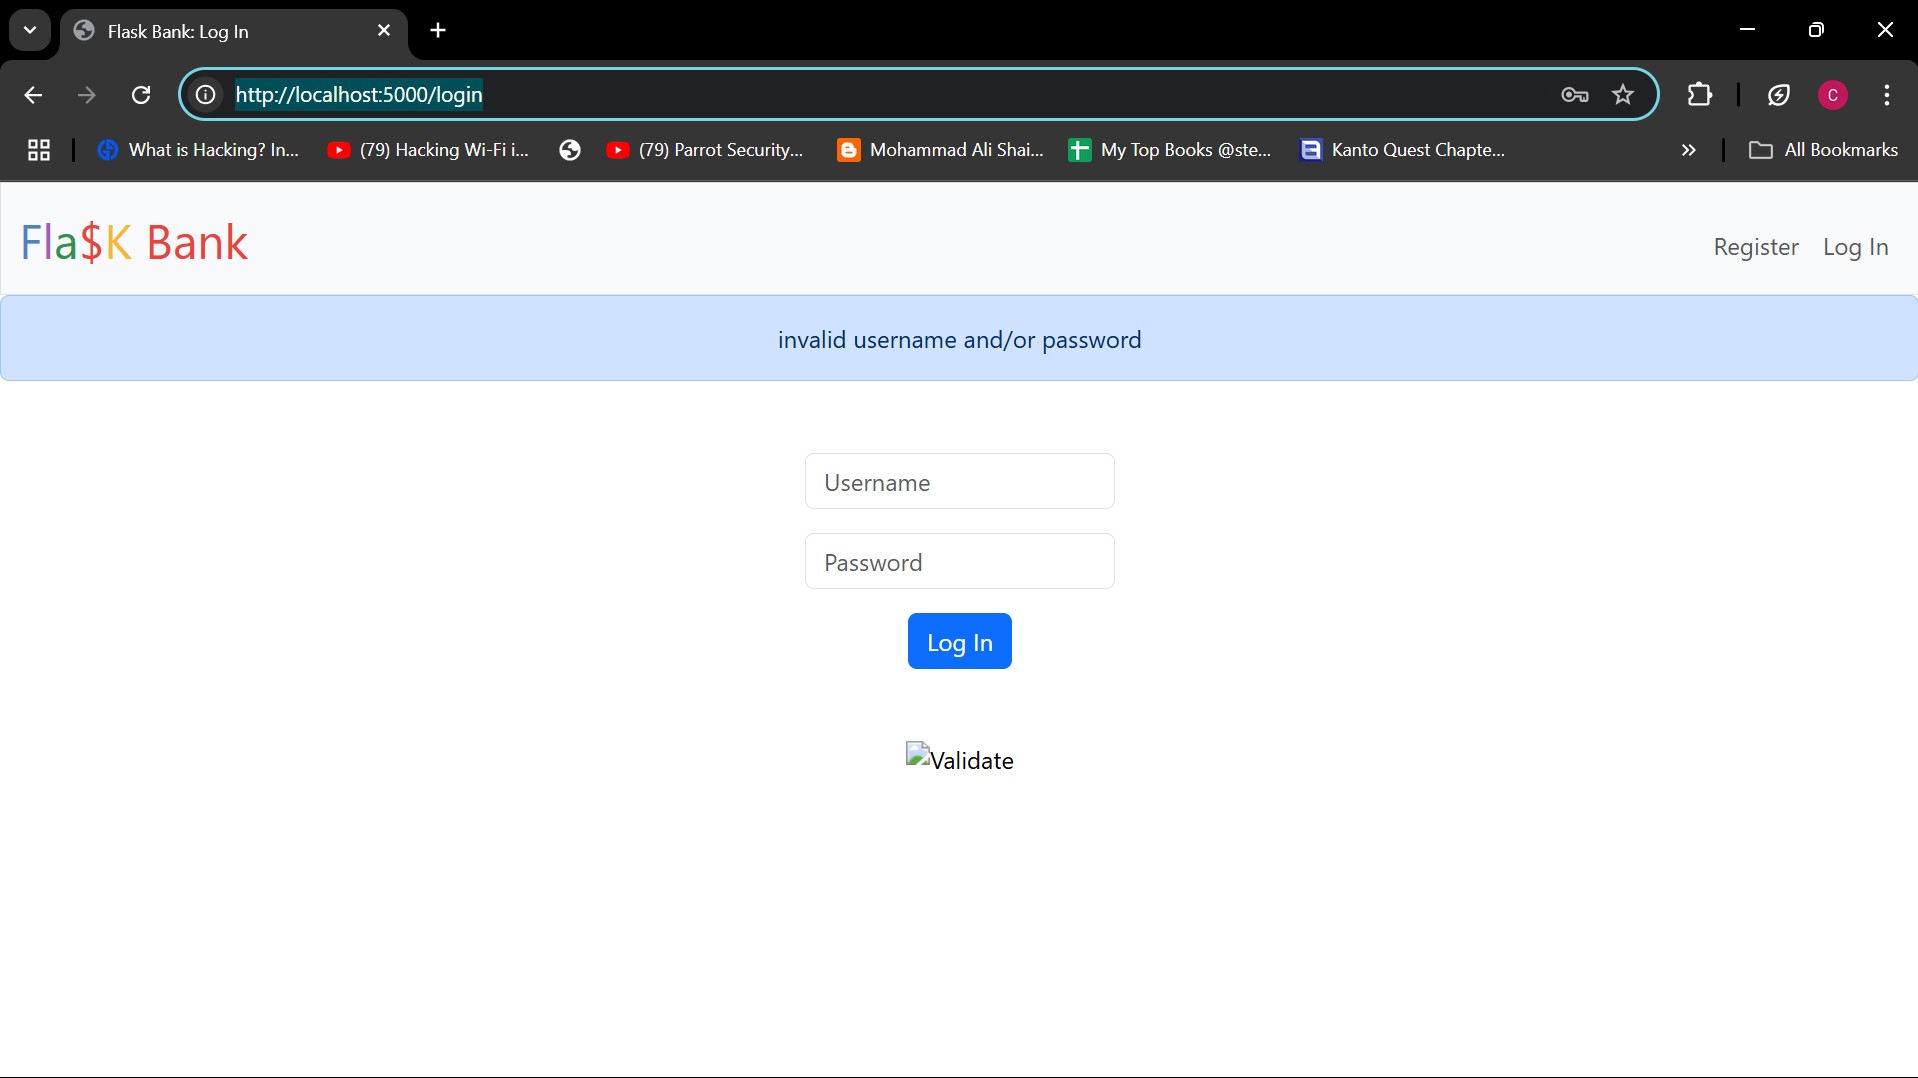 Flask Bank: Log In
http://localhost:5000/login
C
What is Hacking? In...
(79) Hacking Wi-Fi i...
(79) Parrot Security...
Mohammad Ali Shai...
My Top Books @ste...
Kanto Quest Chapte...
All Bookmarks
Fla$K Bank
Register
Log In
invalid username and/or password
Username
Password
Log In
Validate